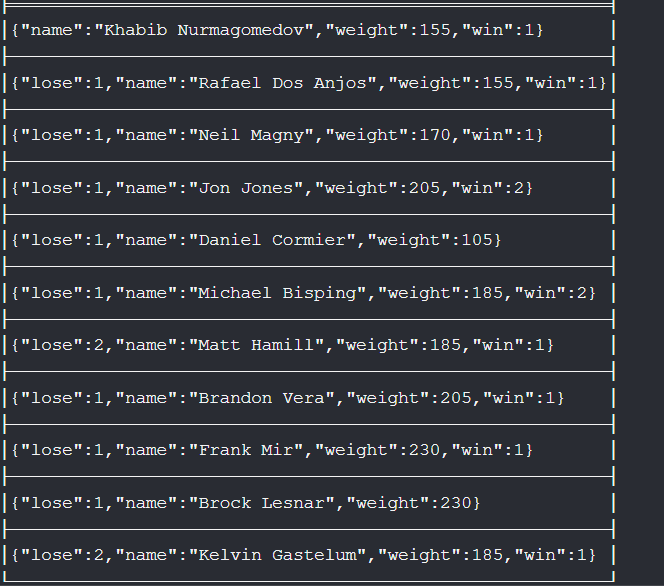 {"name":"Khabib Nurmagomedov","weight":155,"win":1}
{"lose":1,"name":"Rafael Dos Anjos","weight":155,"win":1}
{"lose":1,"name":"Neil Magny","weight":170,"win":1}
{"lose":1,"name":"Jon Jones","weight":205,"win":2}
{"lose":1,"name":"Daniel Cormier","weight":105}
{"lose":1,"name":"Michael Bisping","weight":185,"win":2}
{"lose":2,"name":"Matt Hamill","weight":185,"win":1}
{"lose":1,"name":"Brandon Vera","weight":205,"win":1}
{"lose":1,"name":"Frank Mir","weight":230,"win":1}
{"lose":1,"name":"Brock Lesnar","weight":230}
{"lose":2,"name":"Kelvin Gastelum","weight":185,"win":1}